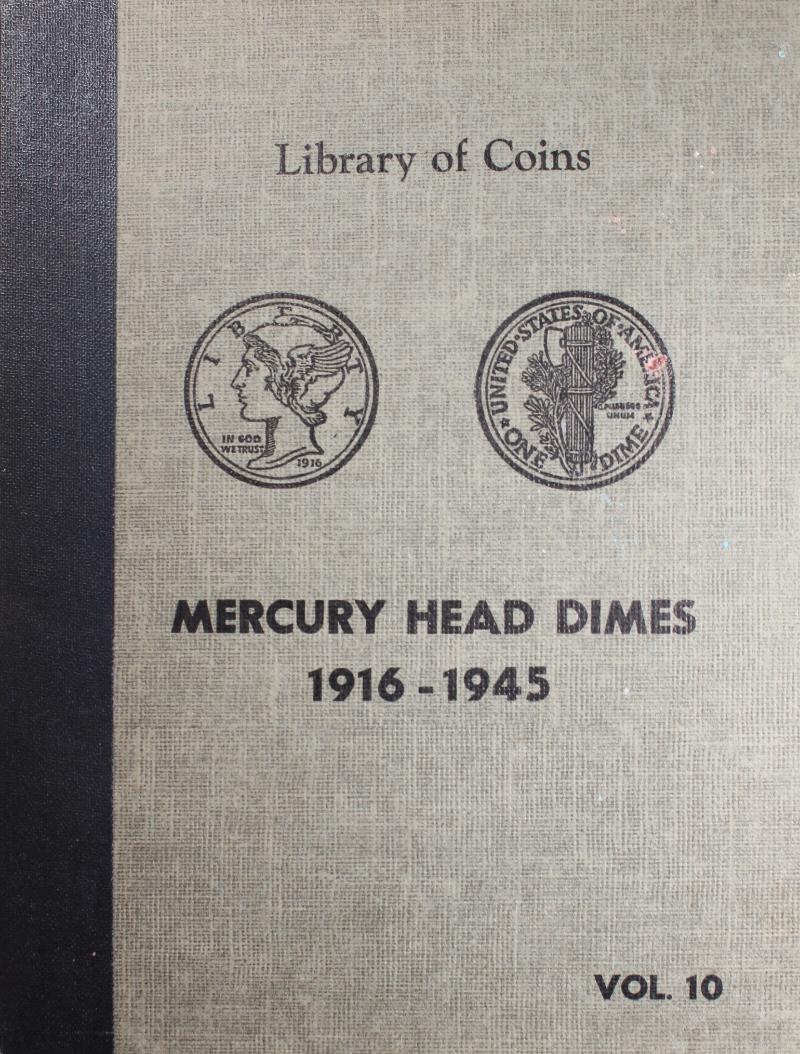 Library of Coins
LIBERTY
IN GOD
WE TRUST
1916
UNITED·STATES·OF·AMERICA
E PLURIBUS
UNUM
★ONE DIME★
MERCURY HEAD DIMES
1916-1945
VOL. 10